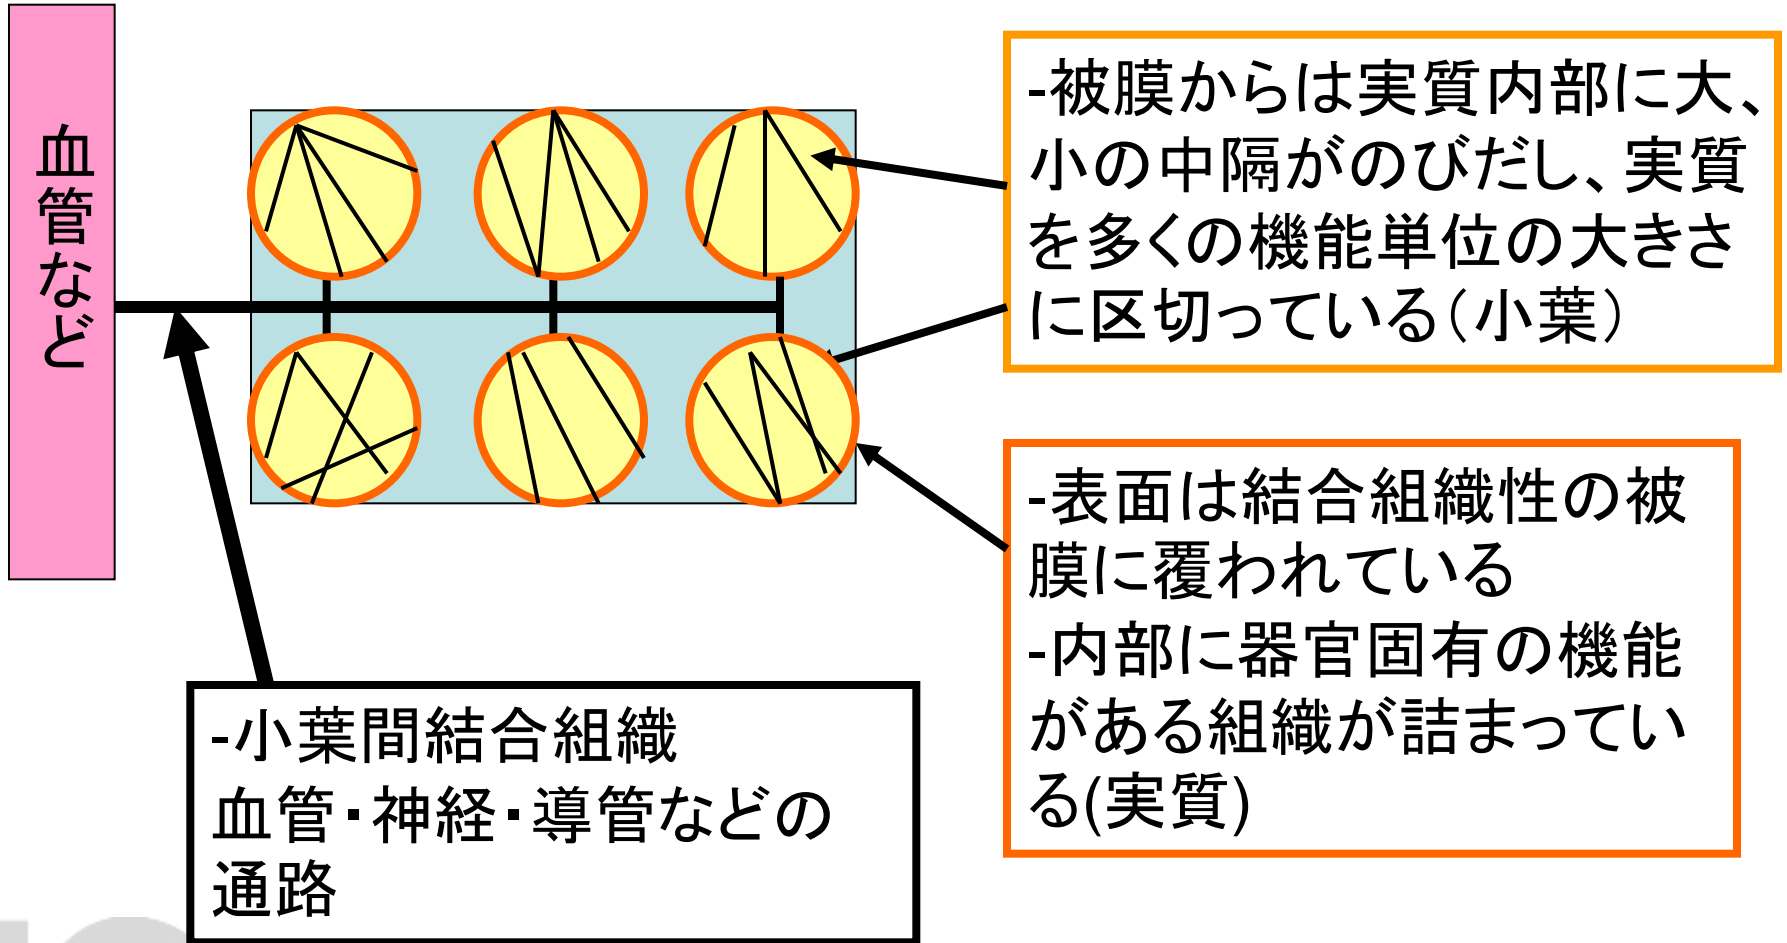 血管など
-被膜からは実質内部に大、
小の中隔がのびだし、実質
を多くの機能単位の大きさ
に区切っている（小葉）
-表面は結合組織性の被
膜に覆われている
-内部に器官固有の機能
がある組織が詰まってい
る(実質)
-小葉間結合組織
血管・神経・導管などの
通路